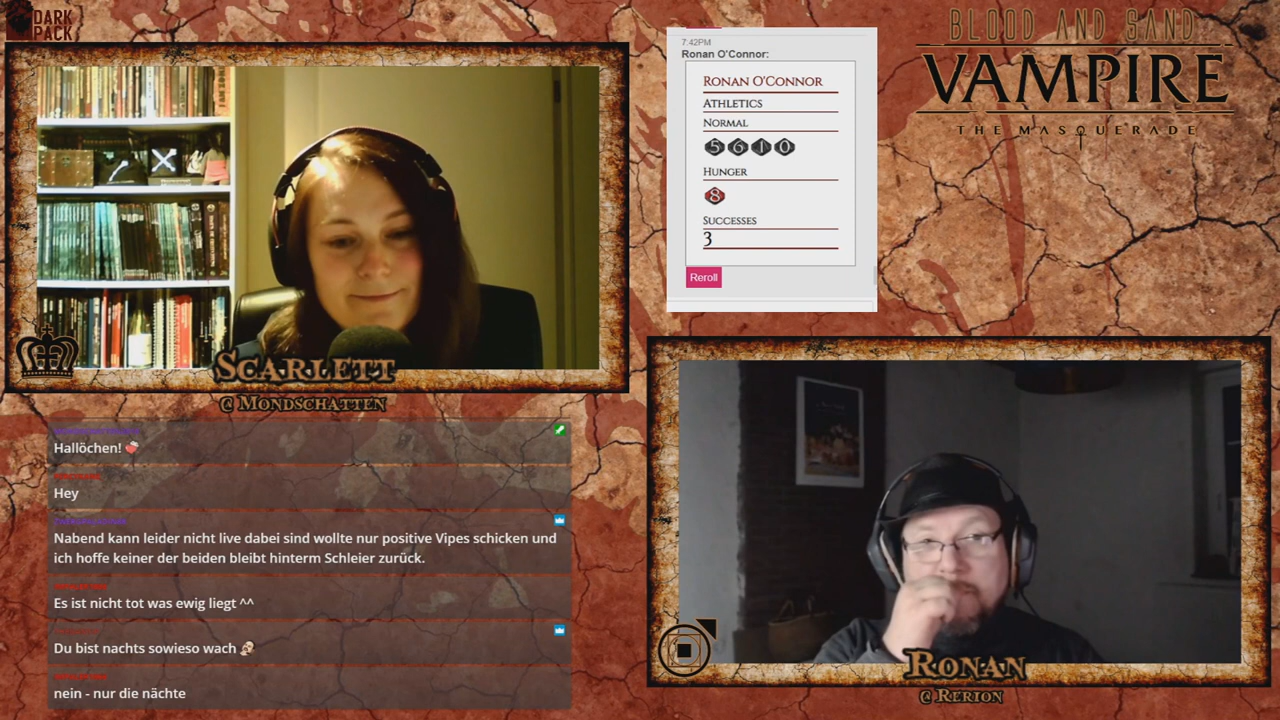 DARK
PACK
SCARLETT
@ MONDSCHATTEN
Hallöchen!
Hey
Nabend kann leider nicht live dabei sind wollte nur positive Vipes schicken und
ich hoffe keiner der beiden bleibt hinterm Schleier zurück.
Es ist nicht tot was ewig liegt ^^
Du bist nachts sowieso wach
nein - nur die nächte
7:42PM
Ronan O'Connor:
RONAN O'CONNOR
ATHLETICS
NORMAL
5 6 1 0
HUNGER
8
SUCCESSES
3
Reroll
BLOOD AND SAND
VAMPIRE
THE MASQUERADE
RONAN
@ RERION